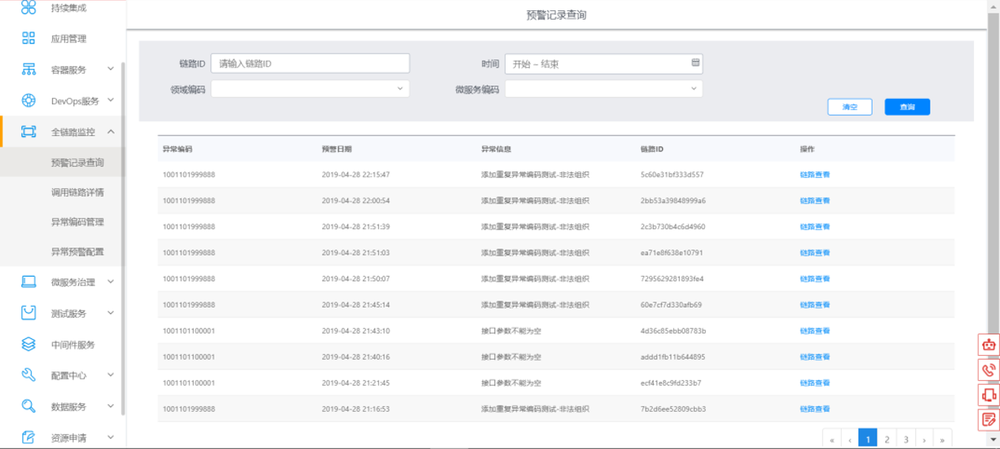 持续集成
应用管理
容器服务
DevOps服务
全链路监控
预警记录查询
调用链路详情
异常编码管理
异常预警配置
微服务治理
测试服务
中间件服务
配置中心
数据服务
资源申请
预警记录查询
链路ID 请输入链路ID 时间 开始 ~ 结束
领域编码 微服务编码
清空 查询
异常编码 预警日期 异常信息 链路ID 操作
1001101999888 2019-04-28 22:15:47 添加重复异常编码测试-非法组织 5c60e31bf333d557 链路查看
1001101999888 2019-04-28 22:00:54 添加重复异常编码测试-非法组织 2bb53a39848999a6 链路查看
1001101999888 2019-04-28 21:51:39 添加重复异常编码测试-非法组织 2c3b730b4c6d4960 链路查看
1001101999888 2019-04-28 21:51:03 添加重复异常编码测试-非法组织 ea71e8f638e10791 链路查看
1001101999888 2019-04-28 21:50:07 添加重复异常编码测试-非法组织 7295629281893fe4 链路查看
1001101999888 2019-04-28 21:45:14 添加重复异常编码测试-非法组织 60e7cf7d330afb69 链路查看
1001101100001 2019-04-28 21:43:10 接口参数不能为空 4d36c85ebb08783b 链路查看
1001101100001 2019-04-28 21:40:16 接口参数不能为空 addd1fb11b644895 链路查看
1001101100001 2019-04-28 21:21:45 接口参数不能为空 ecf41e8c9fd233b7 链路查看
1001101999888 2019-04-28 21:16:53 添加重复异常编码测试-非法组织 7b2d6ee52809cbb3 链路查看
« ‹ 1 2 3 › »